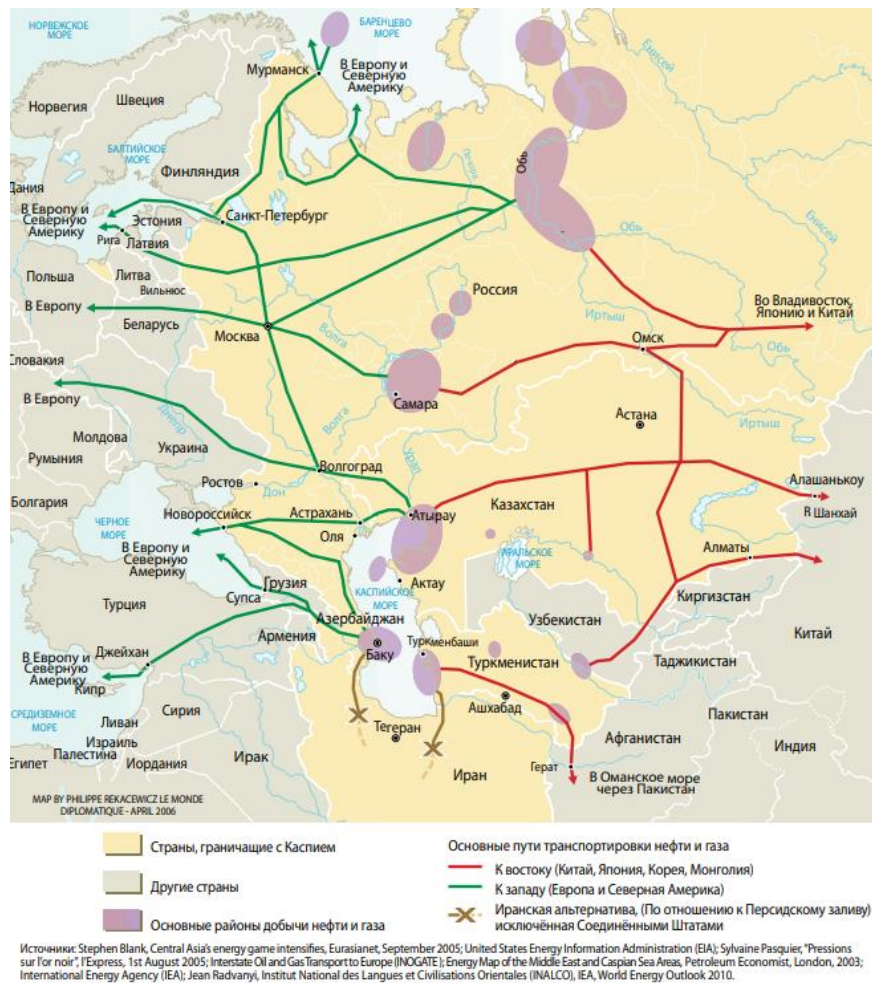 НОРВЕЖСКОЕ
МОРЕ
БАРЕНЦЕВО
МОРЕ
Мурманск
В Европу и
Северную
Америку
Енисей
Норвегия
Швеция
БАЛТИЙСКОЕ
МОРЕ
Финляндия
Печора
Обь
Дания
В Европу и
Северную
Америку
Эстония
Рига
Латвия
Санкт-Петербург
Обь
Енисей
Польша
Литва
Вильнюс
В Европу
Беларусь
Москва
Волга
Россия
Иртыш
Во Владивосток,
Японию и Китай
Омск
Обь
Словакия
В Европу
Днепр
Волга
Самара
Астана
Иртыш
Молдова
Румыния
Украина
Урал
Волгоград
Ростов
Дон
Болгария
Новороссийск
Астрахань
Атырау
Казахстан
Алашанькоу
Я Шанхай
ЧЕРНОЕ
МОРЕ
Оля
В Европу и
Северную
Америку
АРАЛЬСКОЕ
МОРЕ
Алматы
Актау
КАСПИЙСКОЕ
МОРЕ
Грузия
Супса
Турция
Азербайджан
Узбекистан
Киргизстан
Китай
Армения
Баку
Туркменбаши
Туркменистан
Таджикистан
Джейхан
В Европу и
Северную
Америку
Кипр
Ашхабад
СРЕДИЗЕМНОЕ
МОРЕ
Ливан
Сирия
Тегеран
Афганистан
Пакистан
Индия
Израиль
Палестина
Египет
Иордания
Ирак
Иран
Герат
В Оманское море
через Пакистан
MAP BY PHILIPPE REKACEWICZ LE MONDE
DIPLOMATIQUE - APRIL 2006
Страны, граничащие с Каспием
Другие страны
Основные районы добычи нефти и газа
Основные пути транспортировки нефти и газа
К востоку (Китай, Япония, Корея, Монголия)
К западу (Европа и Северная Америка)
Иранская альтернатива, (По отношению к Персидскому заливу)
исключённая Соединёнными Штатами
Источники: Stephen Blank, Central Asia's energy game intensifies, Eurasianet, September 2005; United States Energy Information Administration (EIA); Sylvaine Pasquier, "Pressions
sur l'or noir", l'Express, 1st August 2005; Interstate Oil and Gas Transport to Europe (INOGATE); Energy Map of the Middle East and Caspian Sea Areas, Petroleum Economist, London, 2003;
International Energy Agency (IEA); Jean Radvanyi, Institut National des Langues et Civilisations Orientales (INALCO), IEA, World Energy Outlook 2010.